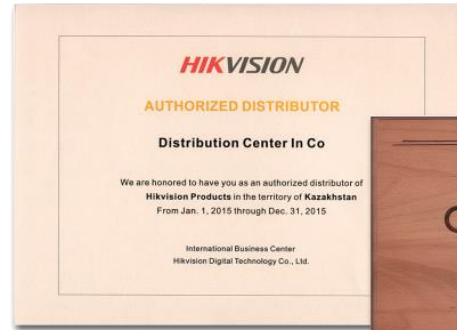 HIKVISION
AUTHORIZED DISTRIBUTOR
Distribution Center In Co
We are honored to have you as an authorized distributor of
Hikvision Products in the territory of Kazakhstan
From Jan. 1, 2015 through Dec. 31, 2015
International Business Center
Hikvision Digital Technology Co., Ltd.